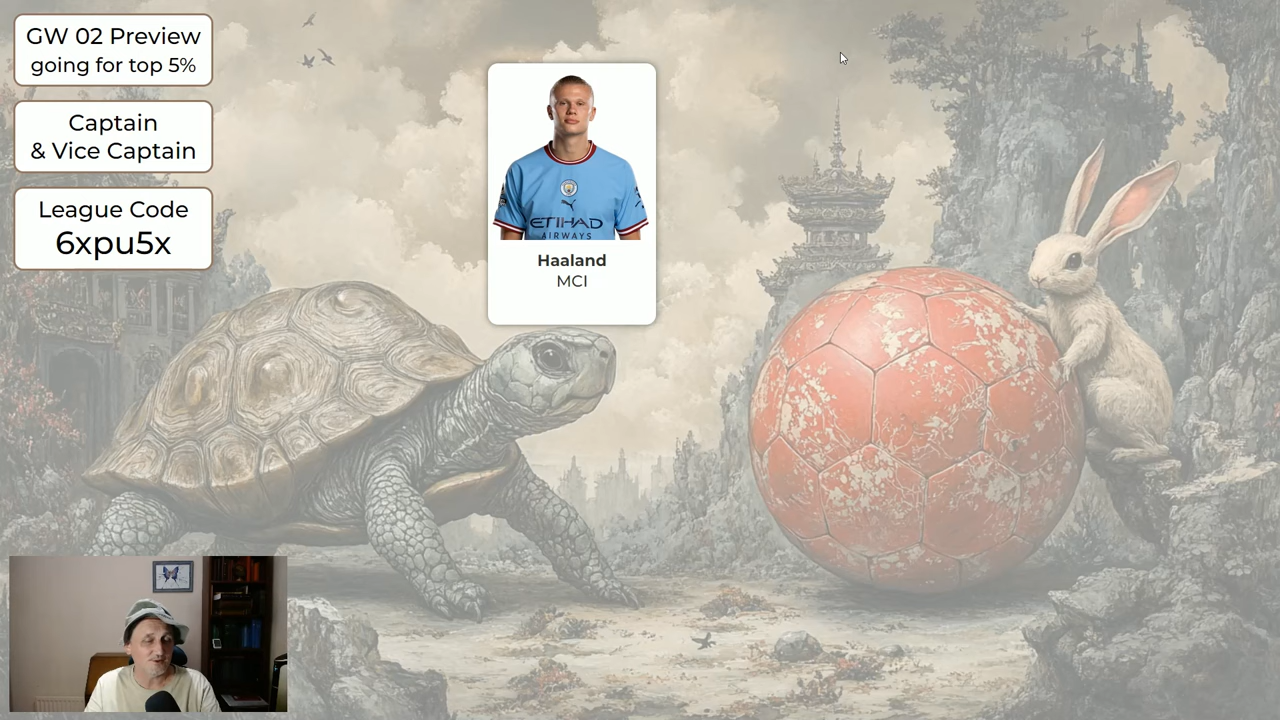 GW 02 Preview
going for top 5%
Captain
& Vice Captain
League Code
6xpu5x
ETIHAD
AIRWAYS
Haaland
MCI